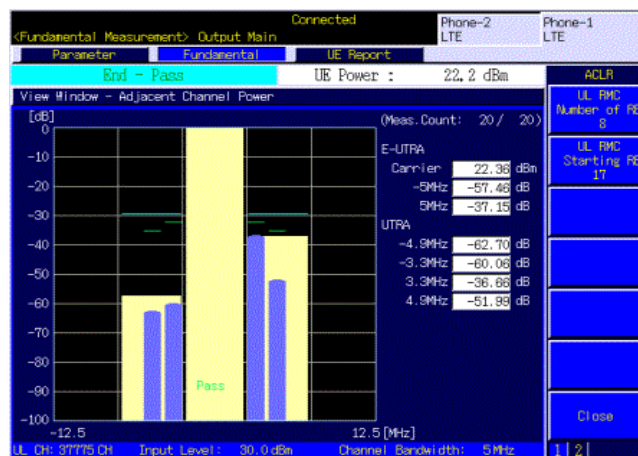 Connected
Phone-2
LTE
Phone-1
LTE
<Fundamental Measurement> Output Main
Parameter
Fundamental
UE Report
End - Pass
UE Power :
22.2 dBm
ACLR
View Window - Adjacent Channel Power
UL RMC
Number of RB
8
UL RMC
Starting RB
17
Close
1 2
[dB]
0
-10
-20
-30
-40
-50
-60
-70
-80
-90
-100
Pass
-12.5
12.5[MHz]
(Meas.Count: 20/ 20)
E-UTRA
Carrier 22.36 dBm
-5MHz -57.46 dB
5MHz -37.15 dB
UTRA
-4.9MHz -62.70 dB
-3.3MHz -60.06 dB
3.3MHz -36.66 dB
4.9MHz -51.99 dB
UL CH: 37775 CH Input Level: 30.0 dBm Channel Bandwidth: 5 MHz